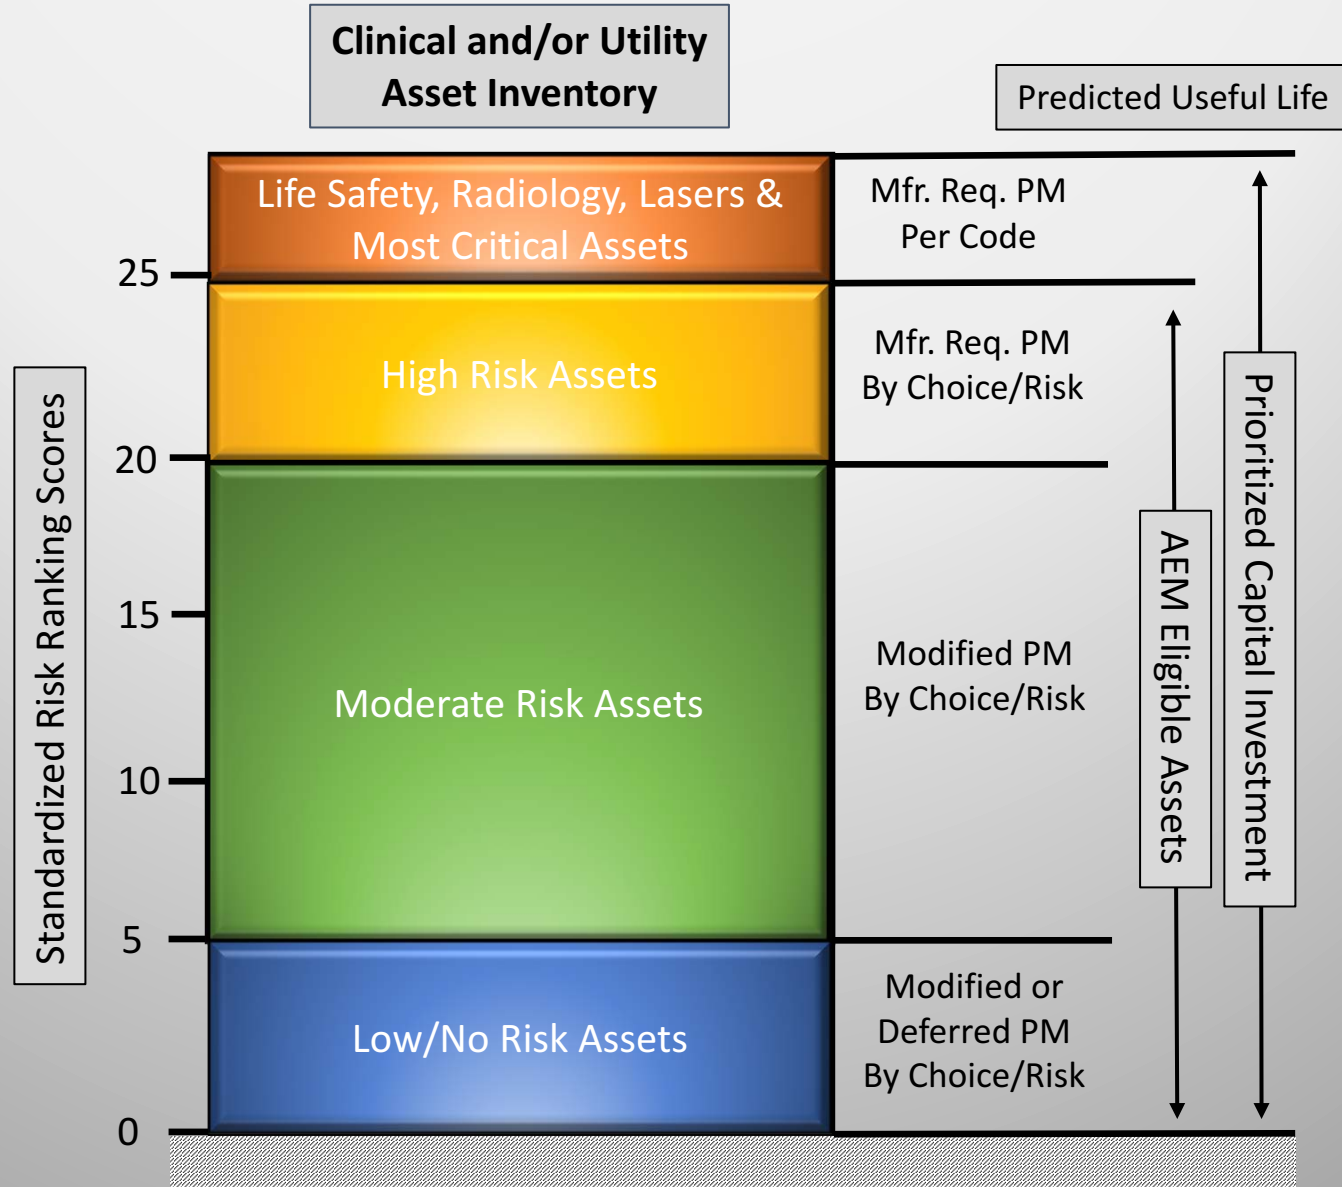 Clinical and/or Utility
Asset Inventory
Predicted Useful Life
Life Safety, Radiology, Lasers &
Most Critical Assets
Mfr. Req. PM
Per Code
25
High Risk Assets
Mfr. Req. PM
By Choice/Risk
20
Standardized Risk Ranking Scores
15
Moderate Risk Assets
Modified PM
By Choice/Risk
AEM Eligible Assets
Prioritized Capital Investment
10
5
Low/No Risk Assets
Modified or
Deferred PM
By Choice/Risk
0